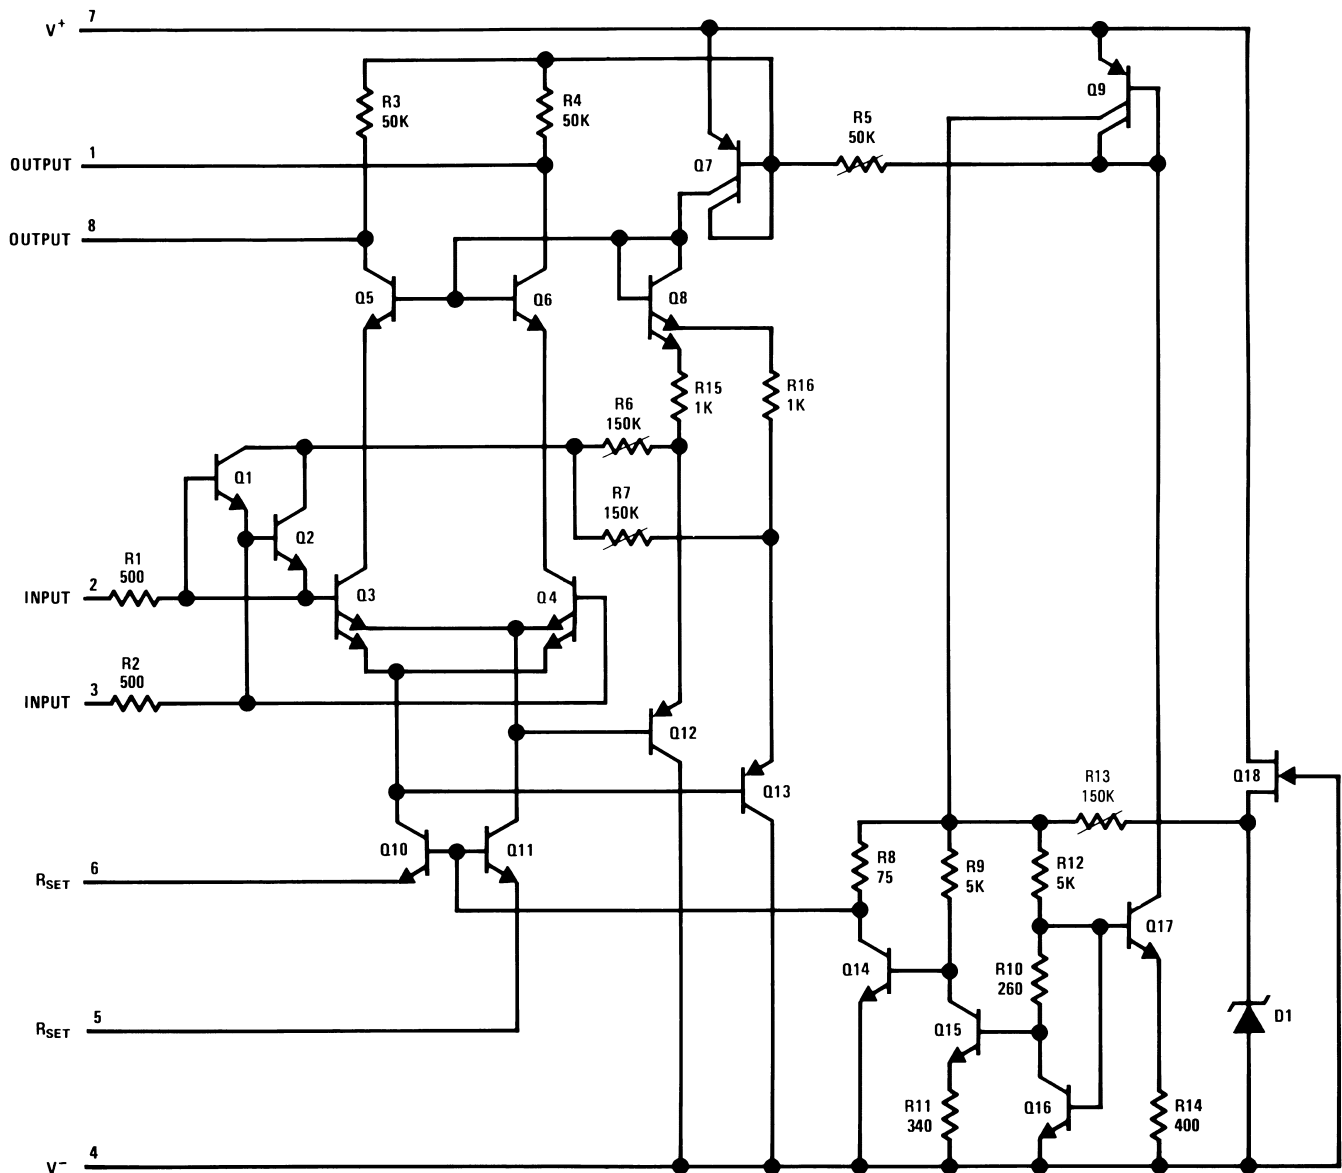 V+ 7
R3
50K
R4
50K
Q9
R5
50K
OUTPUT 1
Q7
OUTPUT 8
Q5
Q6
Q8
R15
1K
R16
1K
R6
150K
Q1
R7
150K
Q2
R1
500
INPUT 2
Q3
Q4
R2
500
INPUT 3
Q12
Q13
R13
150K
Q18
Q10
Q11
R8
75
R9
5K
R12
5K
RSET 6
Q17
Q14
R10
260
RSET 5
Q15
D1
R11
340
Q16
R14
400
V- 4